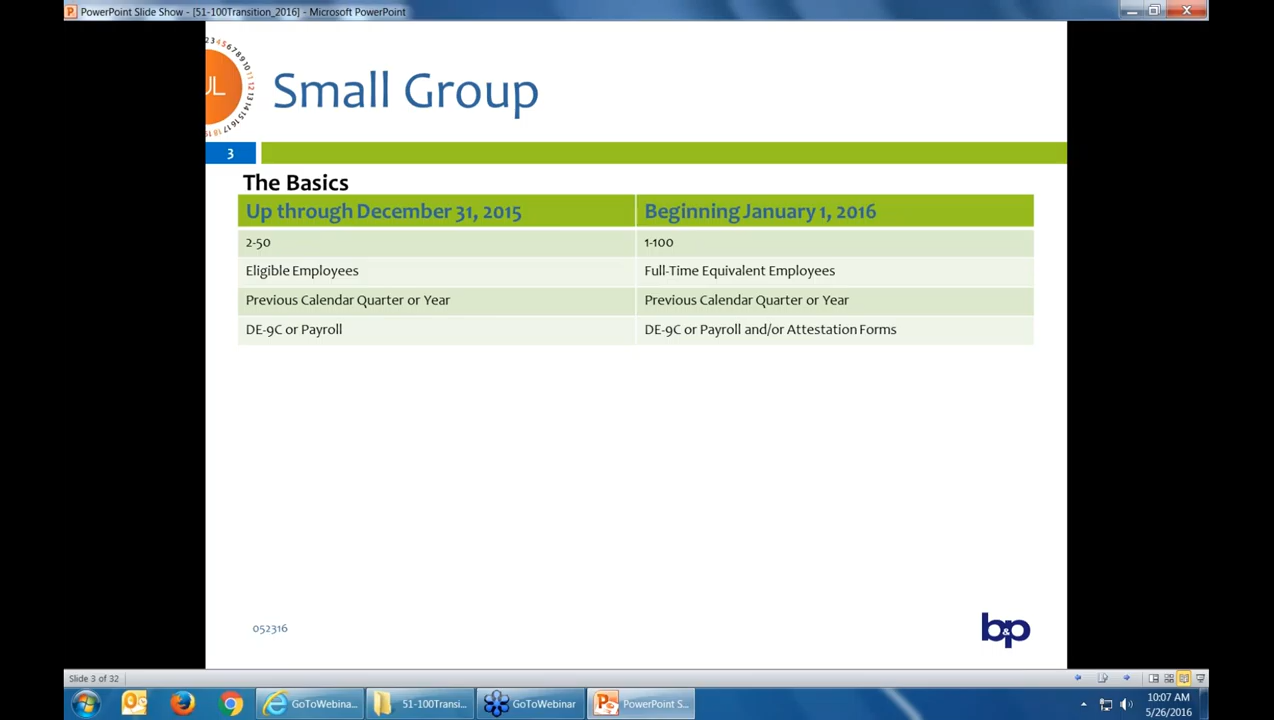 PowerPoint Slide Show - [51-100Transition_2016] - Microsoft PowerPoint
Small Group
3
The Basics
Up through December 31, 2015
Beginning January 1, 2016
2-50
1-100
Eligible Employees
Full-Time Equivalent Employees
Previous Calendar Quarter or Year
Previous Calendar Quarter or Year
DE-9C or Payroll
DE-9C or Payroll and/or Attestation Forms
052316
b&p
Slide 3 of 32
GoToWebina...
51-100Transi...
GoToWebinar
PowerPoint S...
10:07 AM
5/26/2016